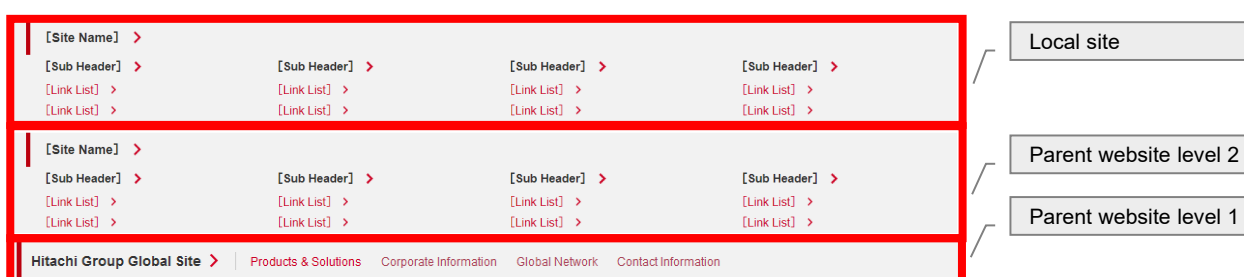 [Site Name] >
[Sub Header] > [Sub Header] > [Sub Header] > [Sub Header] >
[Link List] > [Link List] > [Link List] > [Link List] >
[Link List] > [Link List] > [Link List] > [Link List] >
Local site
[Site Name] >
[Sub Header] > [Sub Header] > [Sub Header] > [Sub Header] >
[Link List] > [Link List] > [Link List] > [Link List] >
[Link List] > [Link List] > [Link List] > [Link List] >
Parent website level 2
Hitachi Group Global Site > Products & Solutions Corporate Information Global Network Contact Information
Parent website level 1